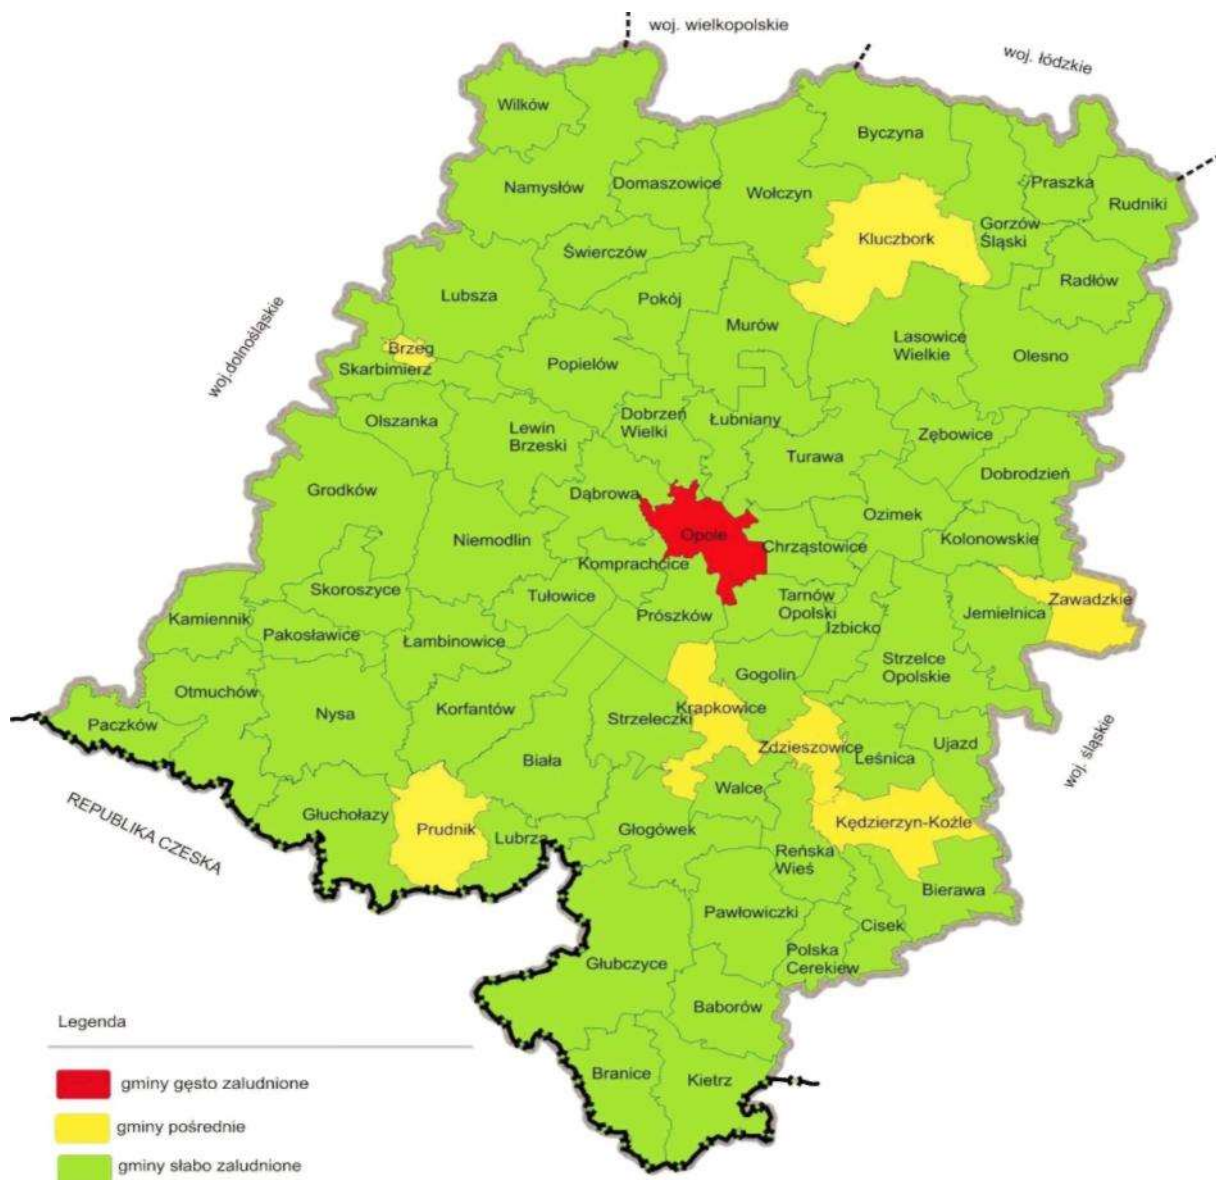 woj. wielkopolskie
woj. łódzkie
Wilków
Byczyna
Namysłów
Domaszowice
Wołczyn
Praszka
Rudniki
Kluczbork
Gorzów
Śląski
Świerczów
Radłów
Lubsza
Pokój
Murów
woj.dolnośląskie
Brzeg
Skarbimierz
Popielów
Lasowice
Wielkie
Olesno
Olszanka
Lewin
Brzeski
Dobrzeń
Wielki
Łubniany
Zębowice
Turawa
Dobrodzień
Grodków
Dąbrowa
Ozimek
Niemodlin
Opole
Chrząstowice
Kolonowskie
Komprachcice
Skoroszyce
Tułowice
Tarnów
Opolski
Zawadzkie
Kamiennik
Pakosławice
Łambinowice
Prószków
Izbicko
Jemielnica
Strzelce
Opolskie
Gogolin
Otmuchów
Nysa
Korfantów
Strzeleczki
Krapkowice
Paczków
Zdzieszowice
Leśnica
Ujazd
woj. śląskie
Biała
Walce
REPUBLIKA CZESKA
Głuchołazy
Prudnik
Lubrza
Głogówek
Kędzierzyn-Koźle
Reńska
Wieś
Bierawa
Pawłowiczki
Cisek
Polska
Cerekiew
Głubczyce
Baborów
Branice
Kietrz
Legenda
gminy gęsto zaludnione
gminy pośrednie
gminy słabo zaludnione